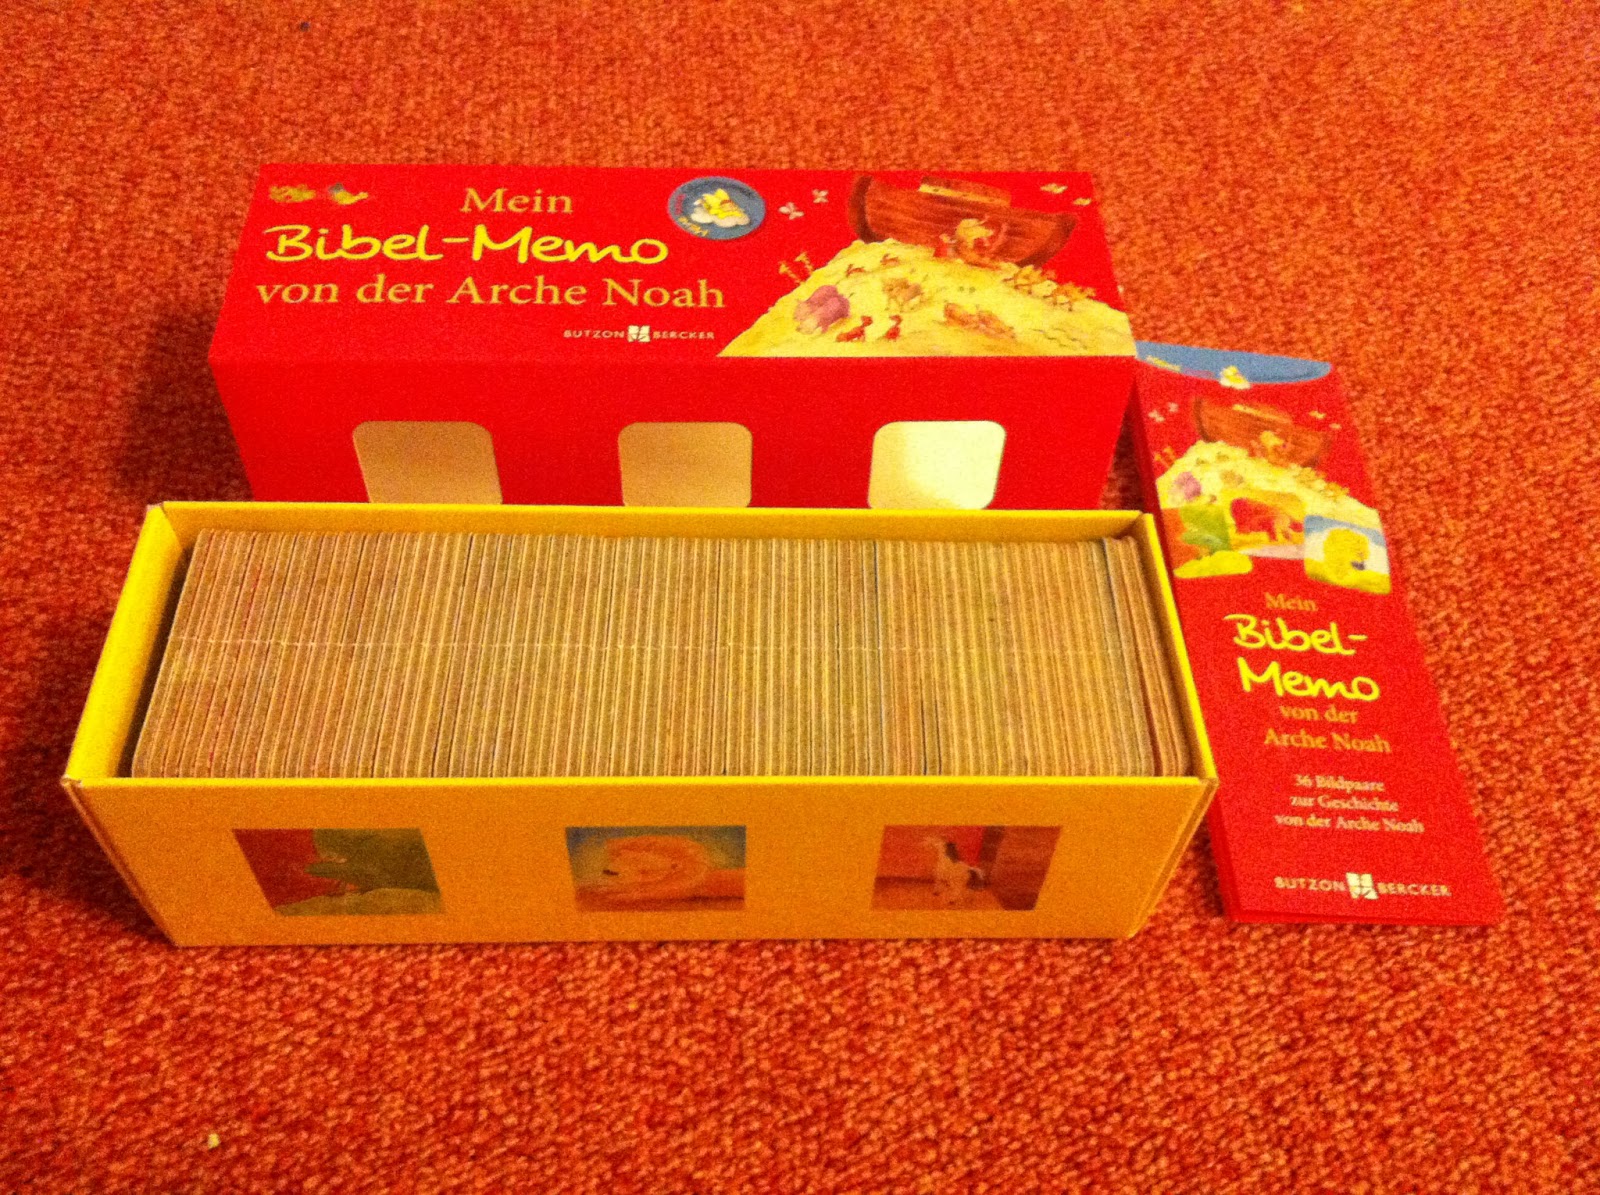 Mein
Bibel-Memo
von der Arche Noah
BUTZON BERCKER
Mein
Bibel-
Memo
von der
Arche Noah
36 Bildpaare
zur Geschichte
von der Arche Noah
BUTZON BERCKER